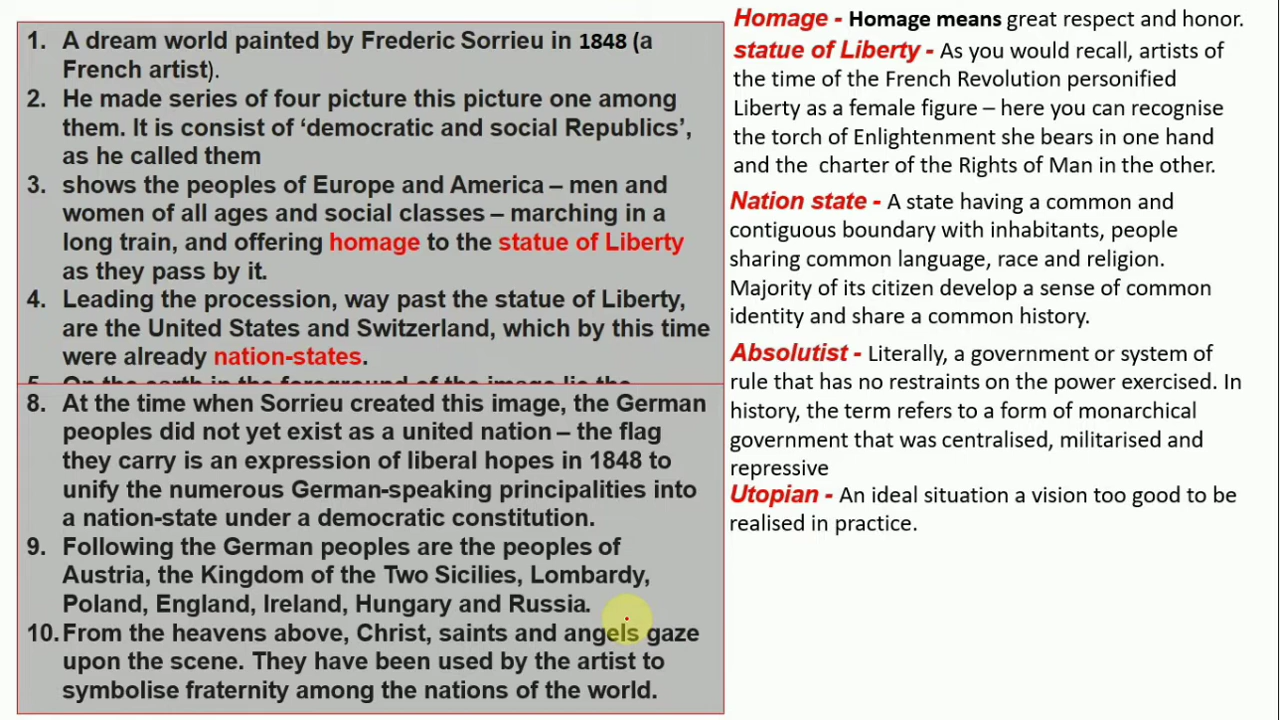 1. A dream world painted by Frederic Sorrieu in 1848 (a
French artist).
2. He made series of four picture this picture one among
them. It is consist of ‘democratic and social Republics’,
as he called them
3. shows the peoples of Europe and America – men and
women of all ages and social classes – marching in a
long train, and offering homage to the statue of Liberty
as they pass by it.
4. Leading the procession, way past the statue of Liberty,
are the United States and Switzerland, which by this time
were already nation-states.
5. On the earth in the foreground of the image lie the
8. At the time when Sorrieu created this image, the German
peoples did not yet exist as a united nation – the flag
they carry is an expression of liberal hopes in 1848 to
unify the numerous German-speaking principalities into
a nation-state under a democratic constitution.
9. Following the German peoples are the peoples of
Austria, the Kingdom of the Two Sicilies, Lombardy,
Poland, England, Ireland, Hungary and Russia.
10. From the heavens above, Christ, saints and angels gaze
upon the scene. They have been used by the artist to
symbolise fraternity among the nations of the world.
Homage - Homage means great respect and honor.
statue of Liberty - As you would recall, artists of
the time of the French Revolution personified
Liberty as a female figure – here you can recognise
the torch of Enlightenment she bears in one hand
and the charter of the Rights of Man in the other.
Nation state - A state having a common and
contiguous boundary with inhabitants, people
sharing common language, race and religion.
Majority of its citizen develop a sense of common
identity and share a common history.
Absolutist - Literally, a government or system of
rule that has no restraints on the power exercised. In
history, the term refers to a form of monarchical
government that was centralised, militarised and
repressive
Utopian - An ideal situation a vision too good to be
realised in practice.